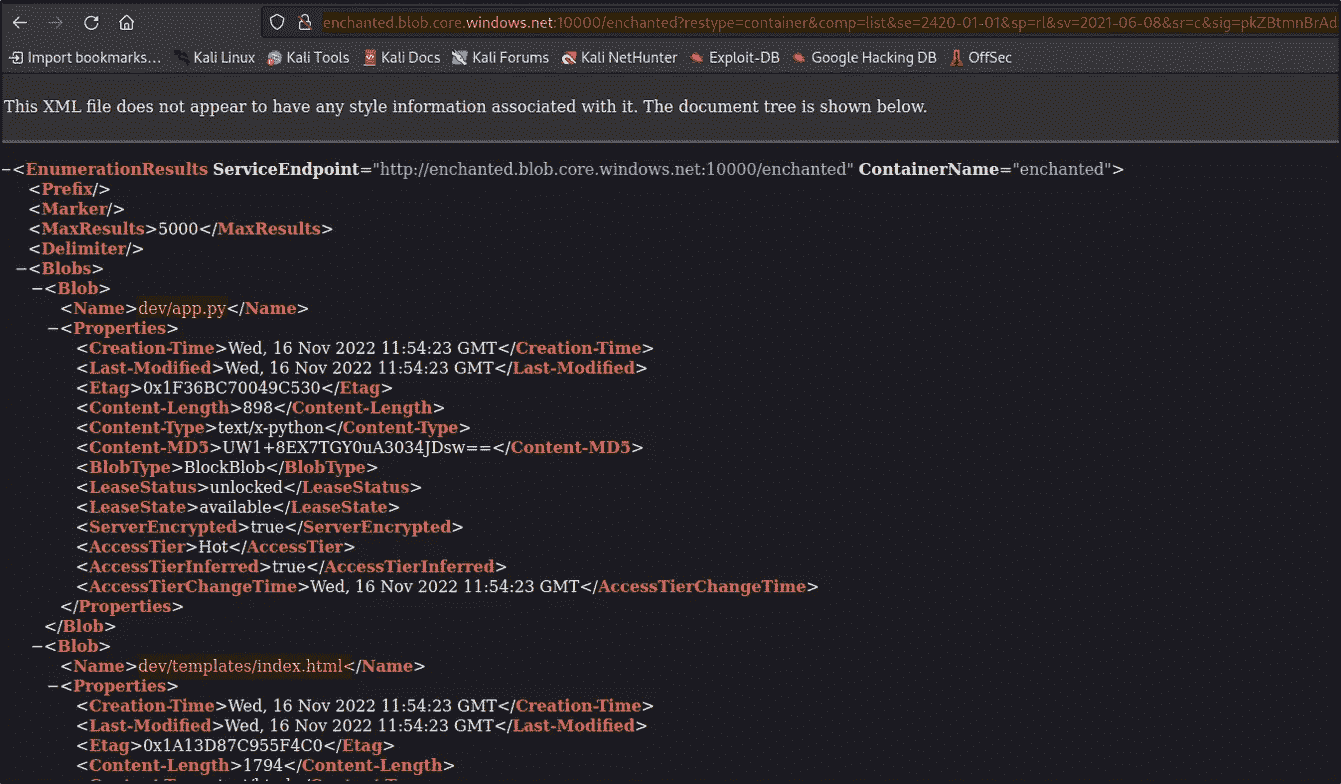 enchanted.blob.core.windows.net:10000/enchanted?restype=container&comp=list&se=2420-01-01&sp=rl&sv=2021-06-08&sr=c&sig=pkZBtmnBrAd
Import bookmarks... Kali Linux Kali Tools Kali Docs Kali Forums Kali NetHunter Exploit-DB Google Hacking DB OffSec
This XML file does not appear to have any style information associated with it. The document tree is shown below.
−<EnumerationResults ServiceEndpoint="http://enchanted.blob.core.windows.net:10000/enchanted" ContainerName="enchanted">
<Prefix/>
<Marker/>
<MaxResults>5000</MaxResults>
<Delimiter/>
−<Blobs>
−<Blob>
<Name>dev/app.py</Name>
−<Properties>
<Creation-Time>Wed, 16 Nov 2022 11:54:23 GMT</Creation-Time>
<Last-Modified>Wed, 16 Nov 2022 11:54:23 GMT</Last-Modified>
<Etag>0x1F36BC70049C530</Etag>
<Content-Length>898</Content-Length>
<Content-Type>text/x-python</Content-Type>
<Content-MD5>UW1+8EX7TGY0uA3034JDsw==</Content-MD5>
<BlobType>BlockBlob</BlobType>
<LeaseStatus>unlocked</LeaseStatus>
<LeaseState>available</LeaseState>
<ServerEncrypted>true</ServerEncrypted>
<AccessTier>Hot</AccessTier>
<AccessTierInferred>true</AccessTierInferred>
<AccessTierChangeTime>Wed, 16 Nov 2022 11:54:23 GMT</AccessTierChangeTime>
</Properties>
</Blob>
−<Blob>
<Name>dev/templates/index.html</Name>
−<Properties>
<Creation-Time>Wed, 16 Nov 2022 11:54:23 GMT</Creation-Time>
<Last-Modified>Wed, 16 Nov 2022 11:54:23 GMT</Last-Modified>
<Etag>0x1A13D87C955F4C0</Etag>
<Content-Length>1794</Content-Length>